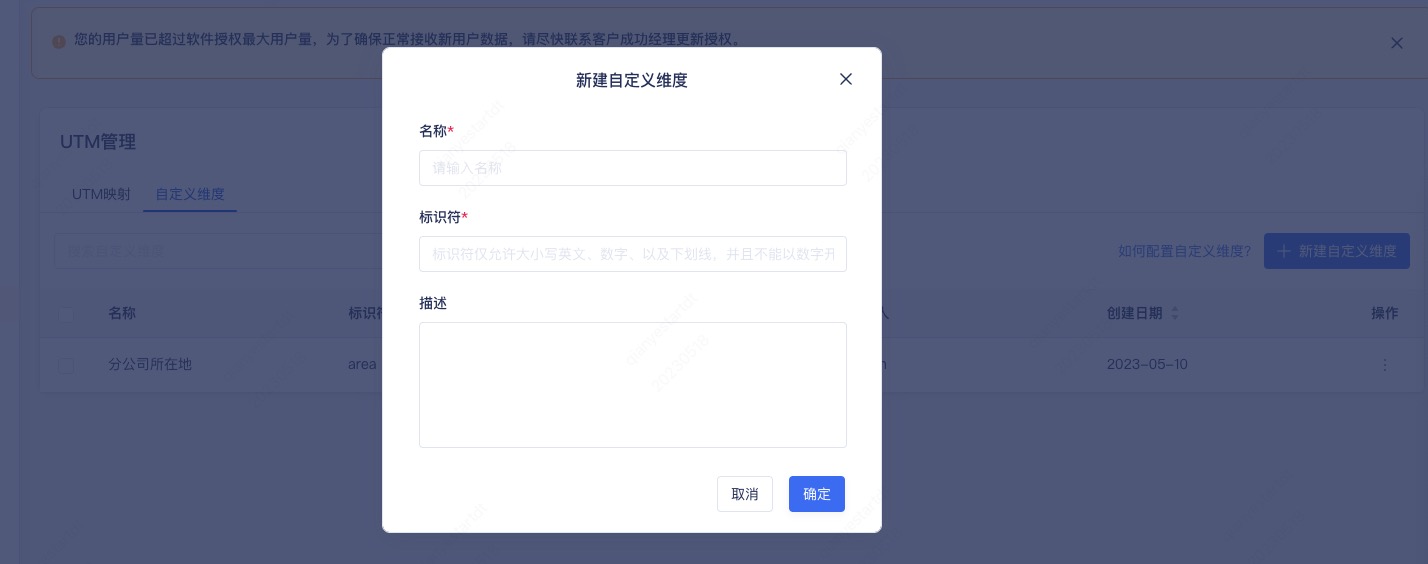 您的用户量已超过软件授权最大用户量，为了确保正常接收新用户数据，请尽快联系客户成功经理更新授权。
新建自定义维度
UTM管理
UTM映射
自定义维度
搜索自定义维度
如何配置自定义维度?
新建自定义维度
名称
标识符
人
创建日期
操作
分公司所在地
area
2023-05-10
名称*
请输入名称
标识符*
标识符仅允许大小写英文、数字、以及下划线，并且不能以数字开
描述
20230518
取消
确定